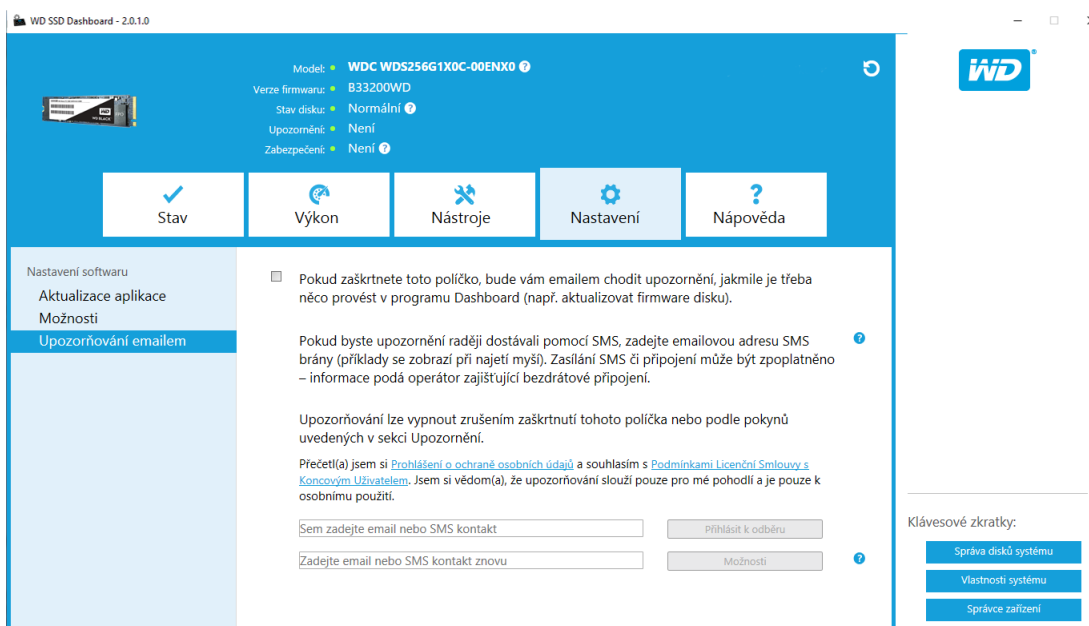 WD SSD Dashboard - 2.0.1.0
Model: WDC WDS256G1X0C-00ENX0
Verze firmwaru: B33200WD
Stav disku: Normální
Upozornění: Není
Zabezpečení: Není
WD
Stav
Výkon
Nástroje
Nastavení
Nápověda
Nastavení softwaru
Aktualizace aplikace
Možnosti
Upozorňování emailem
Pokud zaškrtnete toto políčko, bude vám emailem chodit upozornění, jakmile je třeba
něco provést v programu Dashboard (např. aktualizovat firmware disku).
Pokud byste upozornění raději dostávali pomocí SMS, zadejte emailovou adresu SMS
brány (příklady se zobrazí při najetí myší). Zasílání SMS či připojení může být zpoplatněno
– informace podá operátor zajišťující bezdrátové připojení.
Upozorňování lze vypnout zrušením zaškrtnutí tohoto políčka nebo podle pokynů
uvedených v sekci Upozornění.
Přečetl(a) jsem si Prohlášení o ochraně osobních údajů a souhlasím s Podmínkami Licenční Smlouvy s
Koncovým Uživatelem. Jsem si vědom(a), že upozorňování slouží pouze pro mé pohodlí a je pouze k
osobnímu použití.
Sem zadejte email nebo SMS kontakt
Přihlásit k odběru
Zadejte email nebo SMS kontakt znovu
Možnosti
Klávesové zkratky:
Správa disků systému
Vlastnosti systému
Správce zařízení